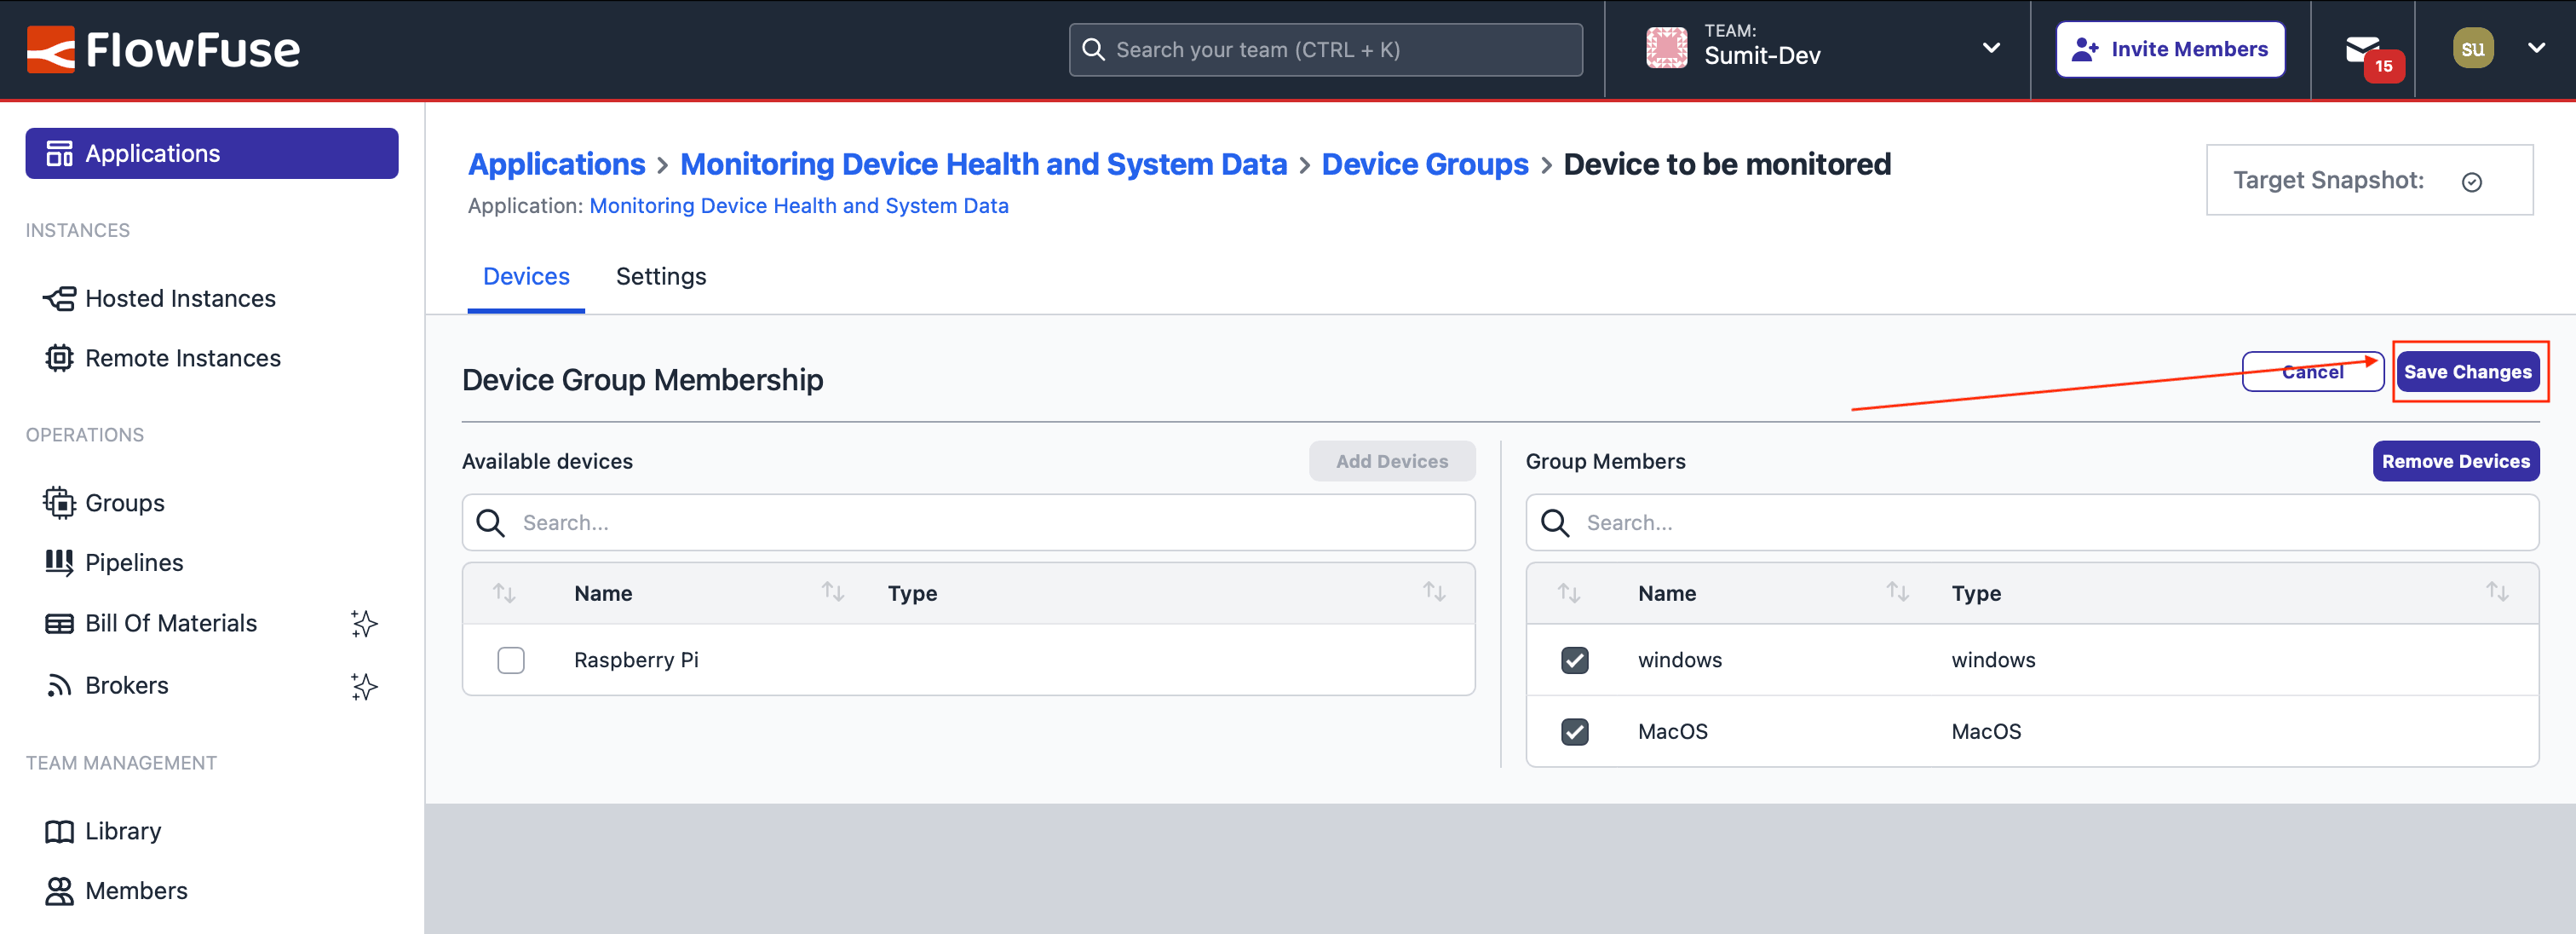 FlowFuse
Search your team (CTRL + K)
TEAM:
Sumit-Dev
Invite Members
15
su
Applications
INSTANCES
Hosted Instances
Remote Instances
OPERATIONS
Groups
Pipelines
Bill Of Materials
Brokers
TEAM MANAGEMENT
Library
Members
Applications > Monitoring Device Health and System Data > Device Groups > Device to be monitored
Application: Monitoring Device Health and System Data
Target Snapshot:
Devices Settings
Device Group Membership
Cancel
Save Changes
Available devices
Add Devices
Search...
Name Type
Raspberry Pi
Group Members
Remove Devices
Search...
Name Type
windows windows
MacOS MacOS